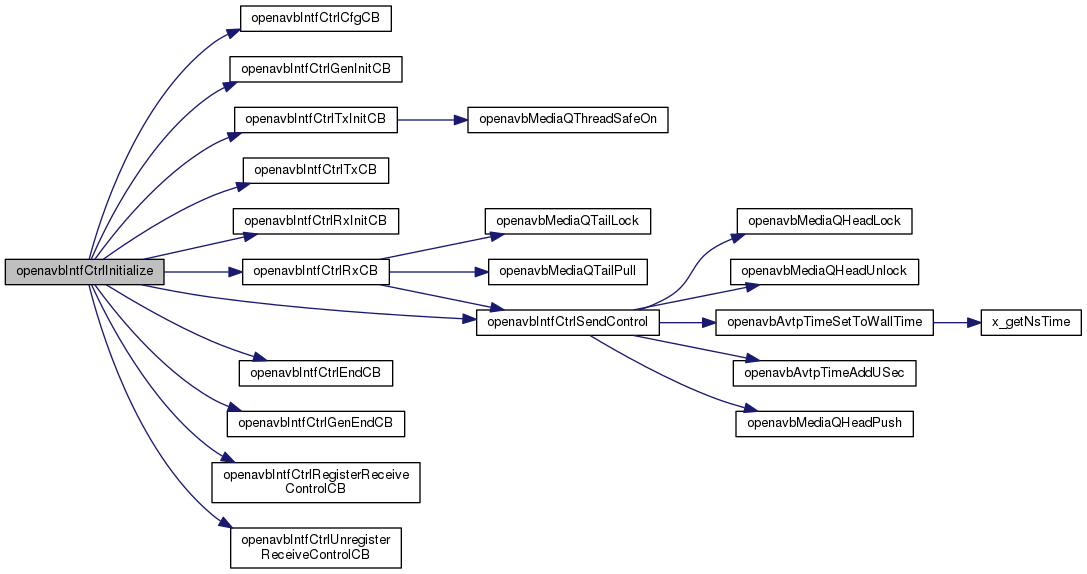 openavbIntfCtrlCfgCB
openavbIntfCtrlGenInitCB
openavbIntfCtrlTxInitCB
openavbMediaQThreadSafeOn
openavbIntfCtrlTxCB
openavbIntfCtrlRxInitCB
openavbMediaQTailLock
openavbMediaQHeadLock
openavbIntfCtrlInitialize
openavbIntfCtrlRxCB
openavbMediaQTailPull
openavbMediaQHeadUnlock
openavbIntfCtrlSendControl
openavbAvtpTimeSetToWallTime
x_getNsTime
openavbIntfCtrlEndCB
openavbAvtpTimeAddUSec
openavbIntfCtrlGenEndCB
openavbMediaQHeadPush
openavbIntfCtrlRegisterReceive
ControlCB
openavbIntfCtrlUnregister
ReceiveControlCB